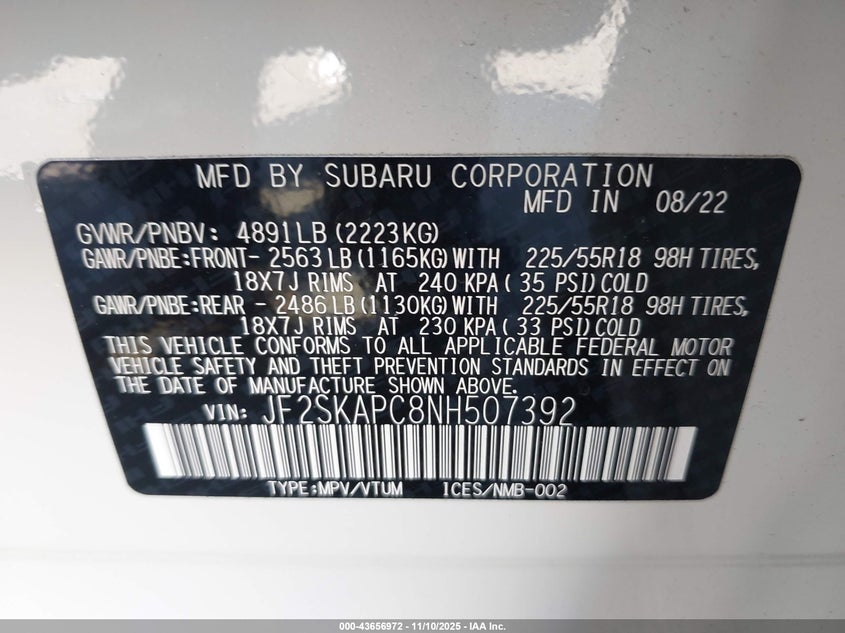 MFD BY SUBARU CORPORATION
MFD IN 08/22
GVWR/PNBV: 4891LB (2223KG)
GAWR/PNBE:FRONT- 2563 LB (1165KG) WITH 225/55R18 98H TIRES,
18X7J RIMS AT 240 KPA ( 35 PSI) COLD
GAWR/PNBE:REAR - 2486 LB (1130KG) WITH 225/55R18 98H TIRES,
18X7J RIMS AT 230 KPA ( 33 PSI) COLD
THIS VEHICLE CONFORMS TO ALL APPLICABLE FEDERAL MOTOR
VEHICLE SAFETY AND THEFT PREVENTION STANDARDS IN EFFECT ON
THE DATE OF MANUFACTURE SHOWN ABOVE.
VIN: JF2SKAPC8NH507392
TYPE:MPV/VTUM ICES/NMB-002
000-43656972 - 11/10/2025 - IAA Inc.